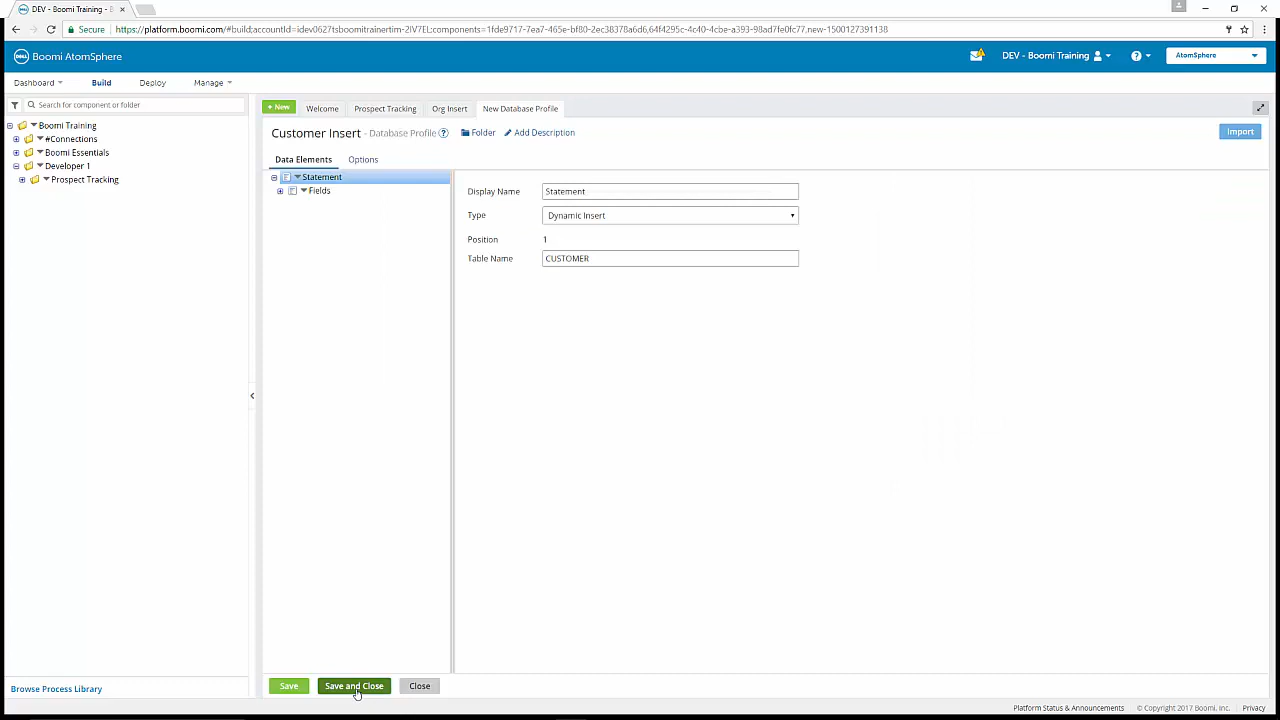 DEV - Boomi Training - B
Secure
https://platform.boomi.com/#build;accountId=idev0627tsboomitrainertim-2IV7EL;components=1fde9717-7ea7-465e-bf80-2ec38378a6d6,64f4295c-4c40-4cbe-a393-98ad7fe0fc77,new-1500127391138
DELL Boomi AtomSphere
DEV - Boomi Training
AtomSphere
Dashboard
Build
Deploy
Manage
Search for component or folder
+ New
Welcome
Prospect Tracking
Org Insert
New Database Profile
Boomi Training
#Connections
Boomi Essentials
Developer 1
Prospect Tracking
Customer Insert - Database Profile
Folder
Add Description
Import
Data Elements
Options
Statement
Fields
Display Name Statement
Type Dynamic Insert
Position 1
Table Name CUSTOMER
Save
Save and Close
Close
Browse Process Library
Platform Status & Announcements
© Copyright 2017 Boomi, Inc.
Privacy